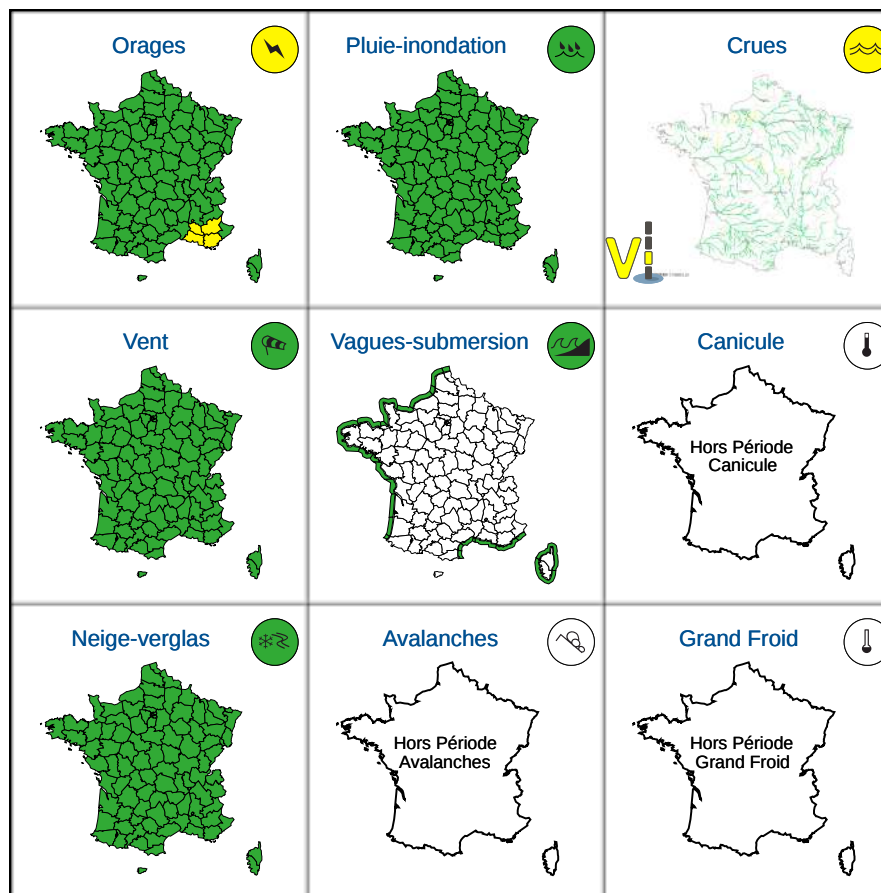 Orages
Pluie-inondation
Crues
Vi
Vent
Vagues-submersion
Canicule
Hors Période
Canicule
Neige-verglas
Avalanches
Grand Froid
Hors Période
Avalanches
Hors Période
Grand Froid